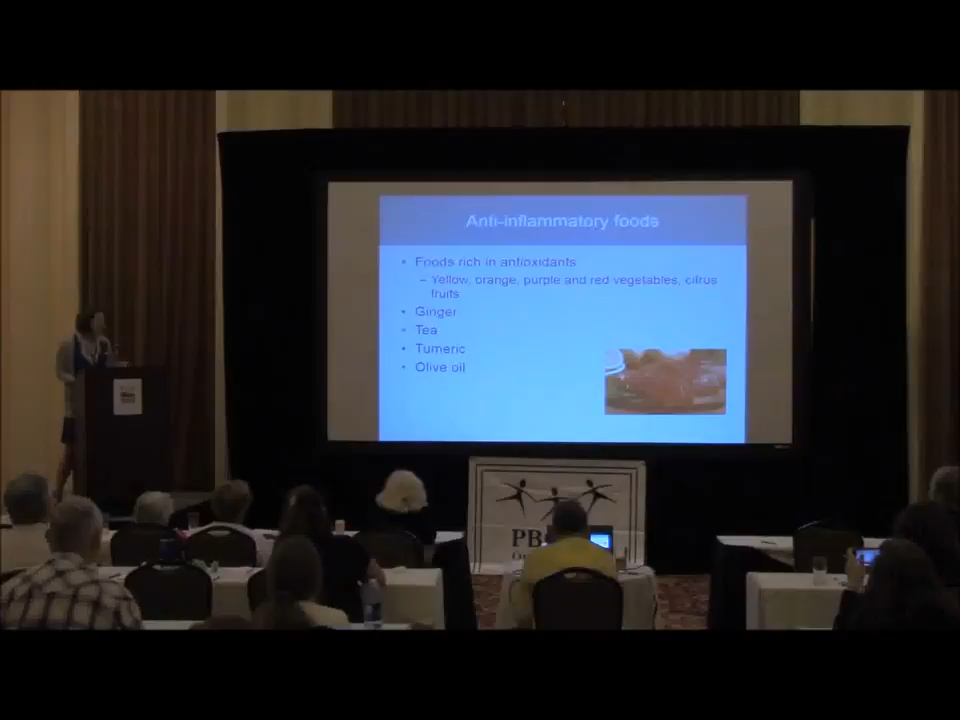 Anti-inflammatory foods
• Foods rich in antioxidants
– Yellow, orange, purple and red vegetables, citrus
fruits
• Ginger
• Tea
• Tumeric
• Olive oil